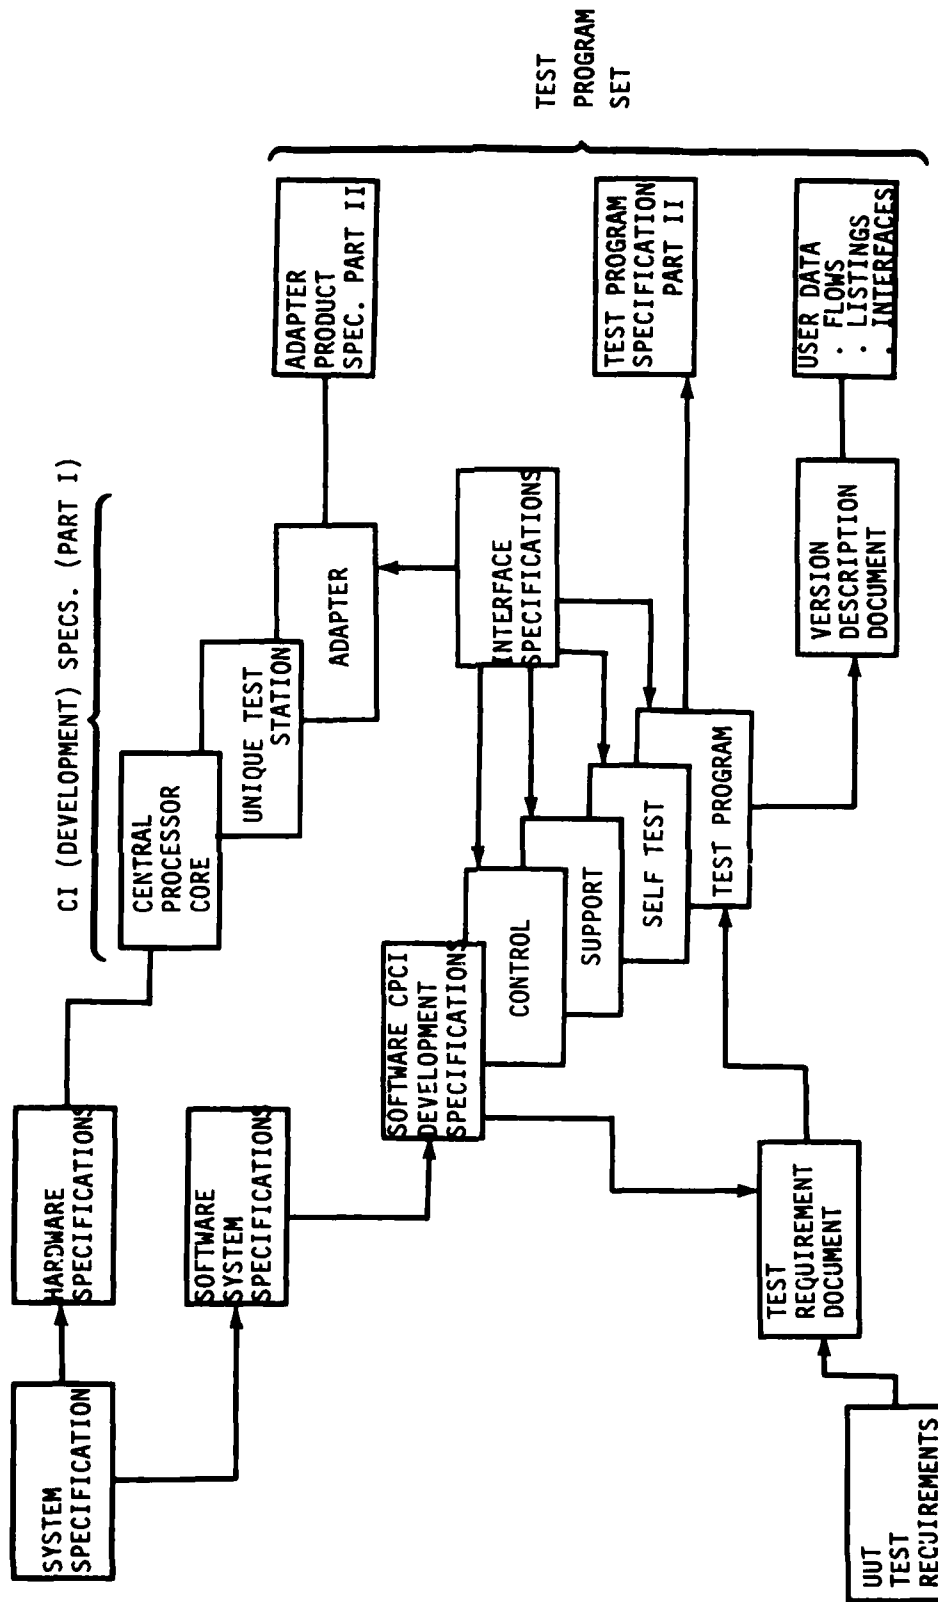 CI (DEVELOPMENT) SPECS. (PART I)
SYSTEM
SPECIFICATION
HARDWARE
SPECIFICATIONS
CENTRAL
PROCESSOR
CORE
UNIQUE TEST
STATION
ADAPTER
ADAPTER
PRODUCT
SPEC. PART II
SOFTWARE
SYSTEM
SPECIFICATIONS
SOFTWARE CPCI
DEVELOPMENT
SPECIFICATIONS
CONTROL
SUPPORT
SELF TEST
TEST PROGRAM
INTERFACE
SPECIFICATIONS
TEST PROGRAM
SPECIFICATION
PART II
TEST
PROGRAM
SET
UUT
TEST
REQUIREMENTS
TEST
REQUIREMENT
DOCUMENT
VERSION
DESCRIPTION
DOCUMENT
USER DATA
. FLOWS
. LISTINGS
. INTERFACES